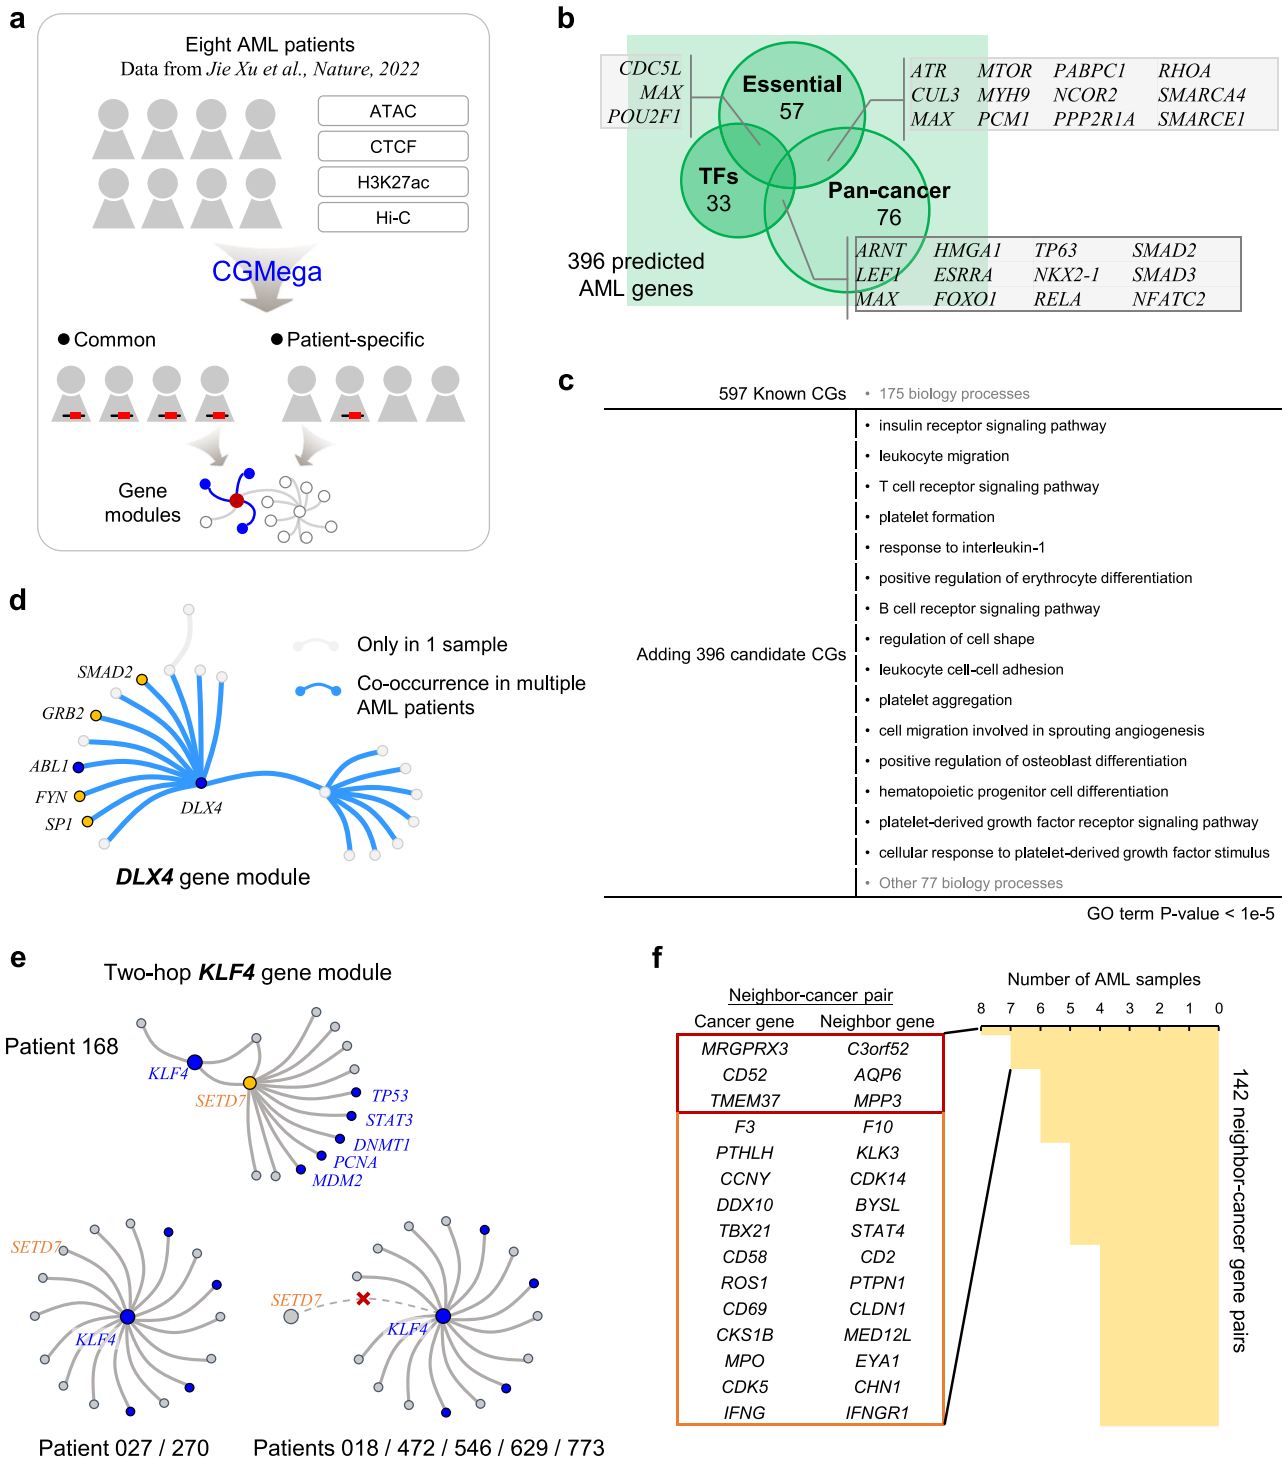 a
Eight AML patients
Data from Jie Xu et al., Nature, 2022
ATAC
CTCF
H3K27ac
Hi-C
CGMega
Common
Patient-specific
Gene
modules
b
CDC5L
MAX
POU2F1
Essential
57
TFs
33
Pan-cancer
76
ATR MTOR PABPC1 RHOA
CUL3 MYH9 NCOR2 SMARCA4
MAX PCM1 PPP2R1A SMARCE1
396 predicted
AML genes
ARNT HMGA1 TP63 SMAD2
LEF1 ESRRA NKX2-1 SMAD3
MAX FOXO1 RELA NFATC2
c
597 Known CGs • 175 biology processes
Adding 396 candidate CGs
• insulin receptor signaling pathway
• leukocyte migration
• T cell receptor signaling pathway
• platelet formation
• response to interleukin-1
• positive regulation of erythrocyte differentiation
• B cell receptor signaling pathway
• regulation of cell shape
• leukocyte cell-cell adhesion
• platelet aggregation
• cell migration involved in sprouting angiogenesis
• positive regulation of osteoblast differentiation
• hematopoietic progenitor cell differentiation
• platelet-derived growth factor receptor signaling pathway
• cellular response to platelet-derived growth factor stimulus
• Other 77 biology processes
GO term P-value < 1e-5
d
Only in 1 sample
Co-occurrence in multiple
AML patients
SMAD2
GRB2
ABL1
FYN
SP1
DLX4
DLX4 gene module
e
Two-hop KLF4 gene module
Patient 168
KLF4
SETD7
TP53
STAT3
DNMT1
PCNA
MDM2
SETD7
KLF4
Patient 027 / 270
SETD7
KLF4
Patients 018 / 472 / 546 / 629 / 773
f
Neighbor-cancer pair
Cancer gene Neighbor gene
MRGPRX3 C3orf52
CD52 AQP6
TMEM37 MPP3
F3 F10
PTHLH KLK3
CCNY CDK14
DDX10 BYSL
TBX21 STAT4
CD58 CD2
ROS1 PTPN1
CD69 CLDN1
CKS1B MED12L
MPO EYA1
CDK5 CHN1
IFNG IFNGR1
Number of AML samples
8 7 6 5 4 3 2 1 0
142 neighbor-cancer gene pairs